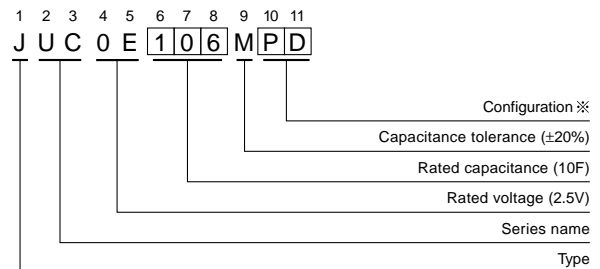 1 2 3 4 5 6 7 8 9 10 11
J U C 0 E 1 0 6 M P D
Configuration ※
Capacitance tolerance (±20%)
Rated capacitance (10F)
Rated voltage (2.5V)
Series name
Type